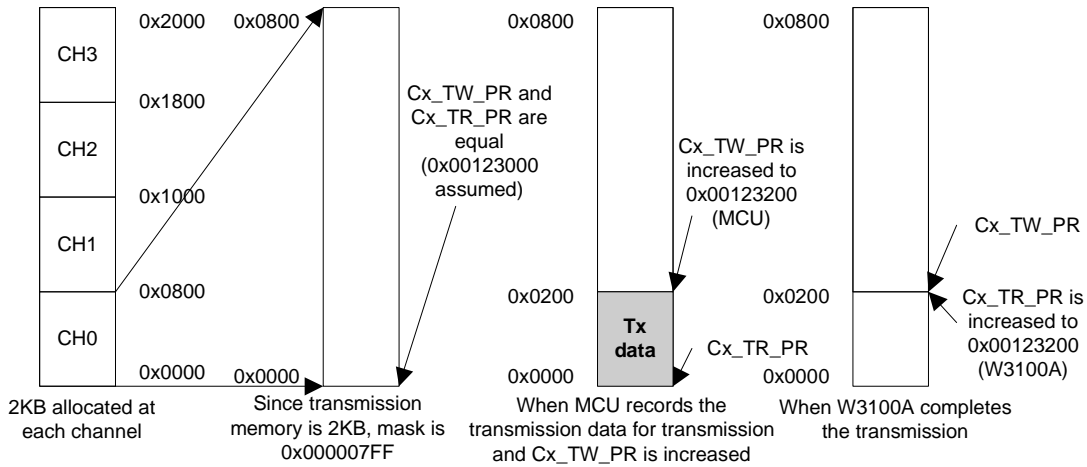 0x2000
CH3
0x1800
CH2
0x1000
CH1
0x0800
CH0
0x0000
2KB allocated at
each channel
0x0800
Cx_TW_PR and
Cx_TR_PR are
equal
(0x00123000
assumed)
0x0000
Since transmission
memory is 2KB, mask is
0x000007FF
0x0800
Cx_TW_PR is
increased to
0x00123200
(MCU)
0x0200
Tx
data
Cx_TR_PR
0x0000
When MCU records the
transmission data for transmission
and Cx_TW_PR is increased
0x0800
Cx_TW_PR
0x0200
Cx_TR_PR is
increased to
0x00123200
(W3100A)
0x0000
When W3100A completes
the transmission